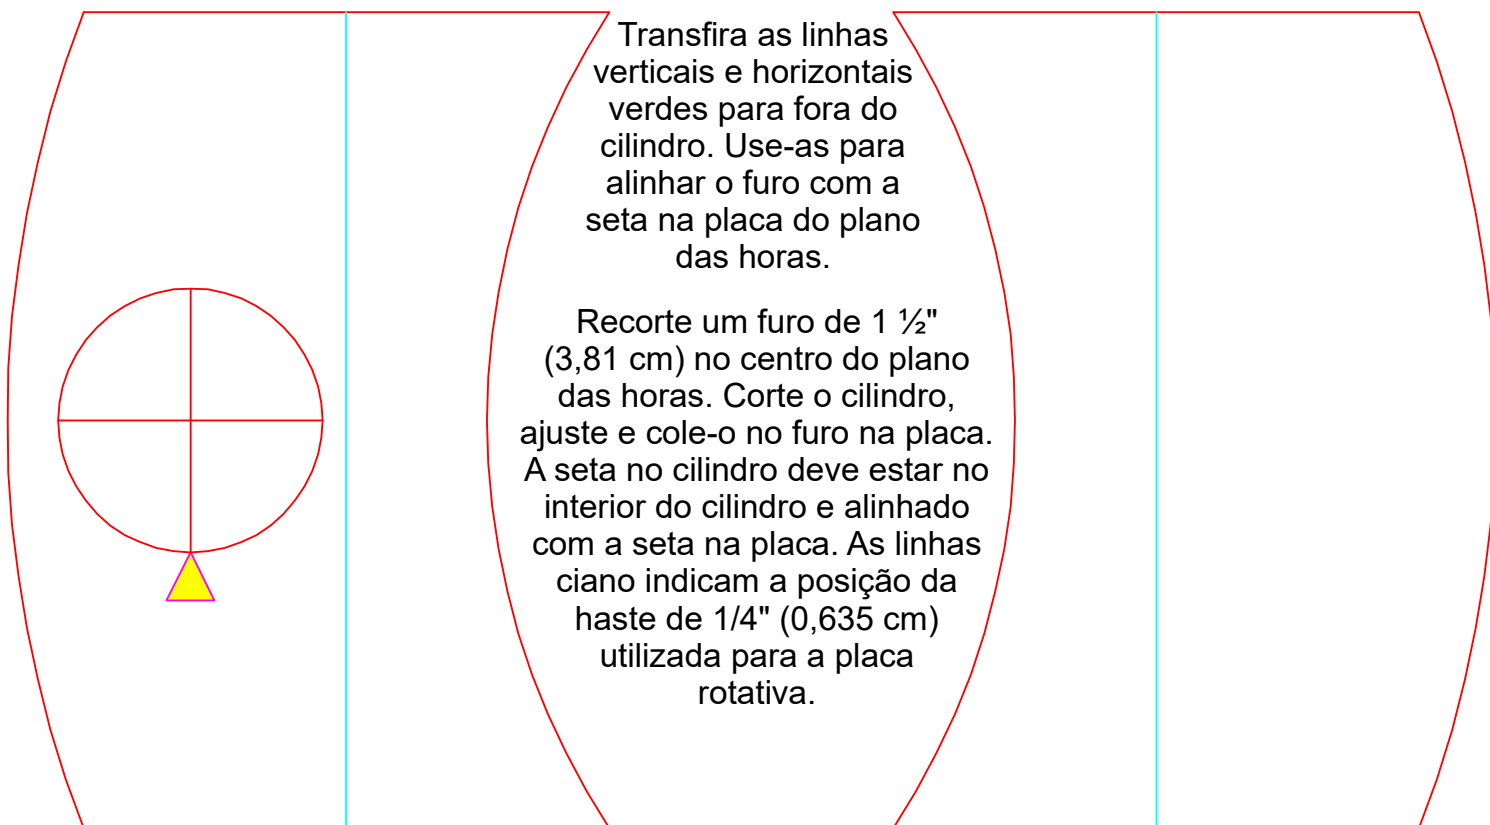 Transfira as linhas
verticais e horizontais
verdes para fora do
cilindro. Use-as para
alinhar o furo com a
seta na placa do plano
das horas.
Recorte um furo de 1 ½"
(3,81 cm) no centro do plano
das horas. Corte o cilindro,
ajuste e cole-o no furo na placa.
A seta no cilindro deve estar no
interior do cilindro e alinhado
com a seta na placa. As linhas
ciano indicam a posição da
haste de 1/4" (0,635 cm)
utilizada para a placa
rotativa.